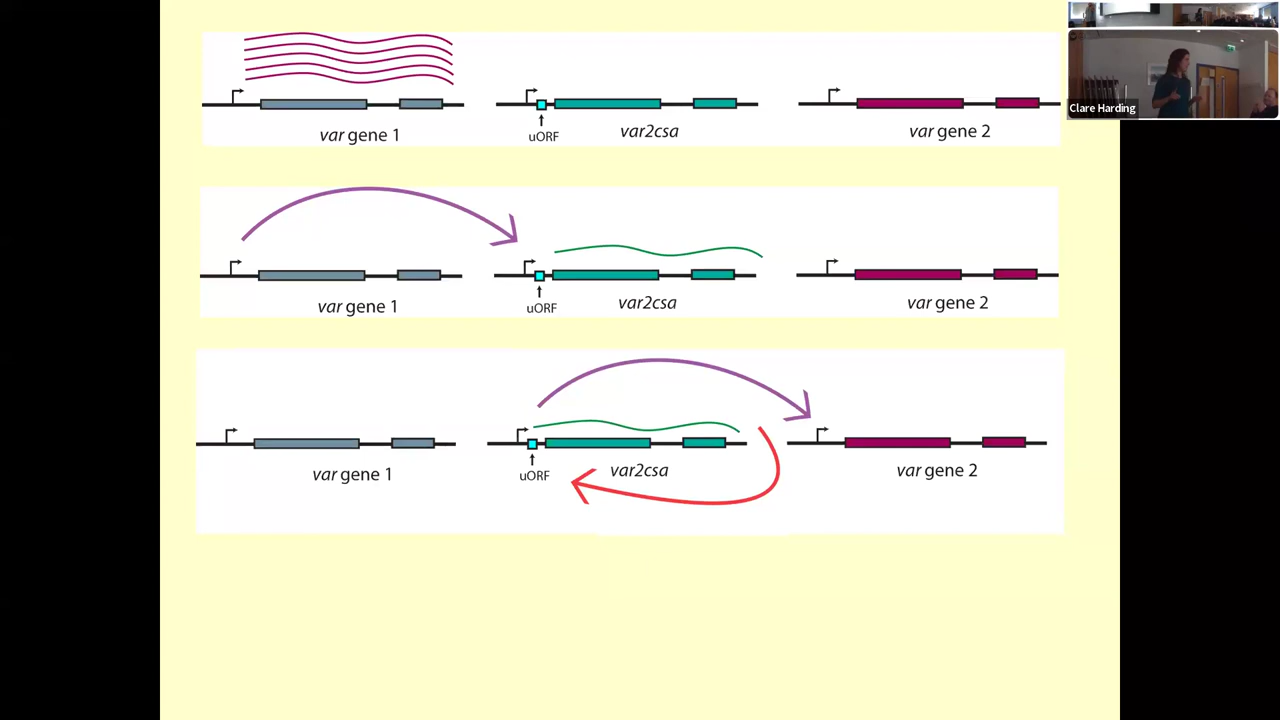 Clare Harding
var gene 1
uORF
var2csa
var gene 2
var gene 1
uORF
var2csa
var gene 2
var gene 1
uORF
var2csa
var gene 2